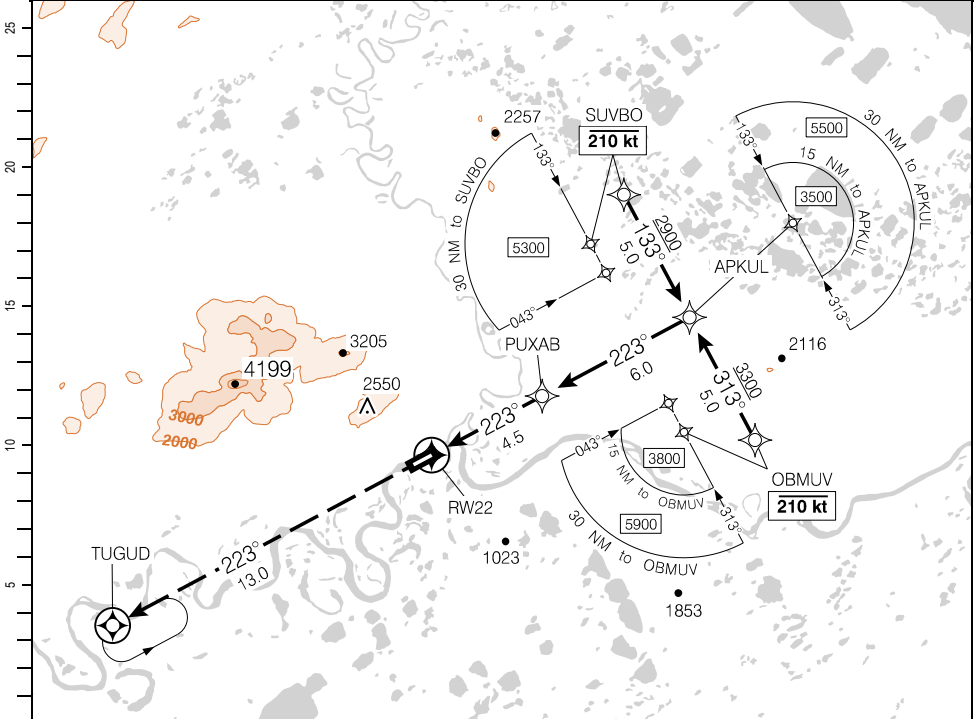 25
20
15
10
5
2257
SUVBO
210 kt
133°
30 NM to SUVBO
5300
043°
2900
133°
5.0
5500
30 NM to APKUL
133°
15 NM to APKUL
3500
313°
APKUL
3205
4199
2550
3000
2000
PUXAB
223°
6.0
2116
3300
313°
5.0
223°
4.5
043°
3800
15 NM to OBMUV
313°
5900
30 NM to OBMUV
OBMUV
210 kt
RW22
1023
1853
TUGUD
223°
13.0